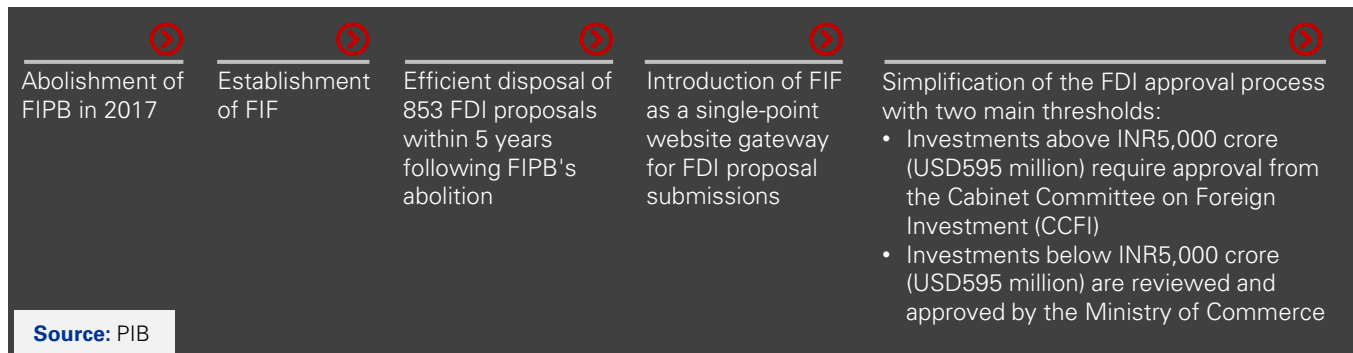 Abolishment of
FIPB in 2017
Establishment
of FIF
Efficient disposal of
853 FDI proposals
within 5 years
following FIPB's
abolition
Introduction of FIF
as a single-point
website gateway
for FDI proposal
submissions
Simplification of the FDI approval process
with two main thresholds:
• Investments above INR5,000 crore
(USD595 million) require approval from
the Cabinet Committee on Foreign
Investment (CCFI)
• Investments below INR5,000 crore
(USD595 million) are reviewed and
approved by the Ministry of Commerce
Source: PIB